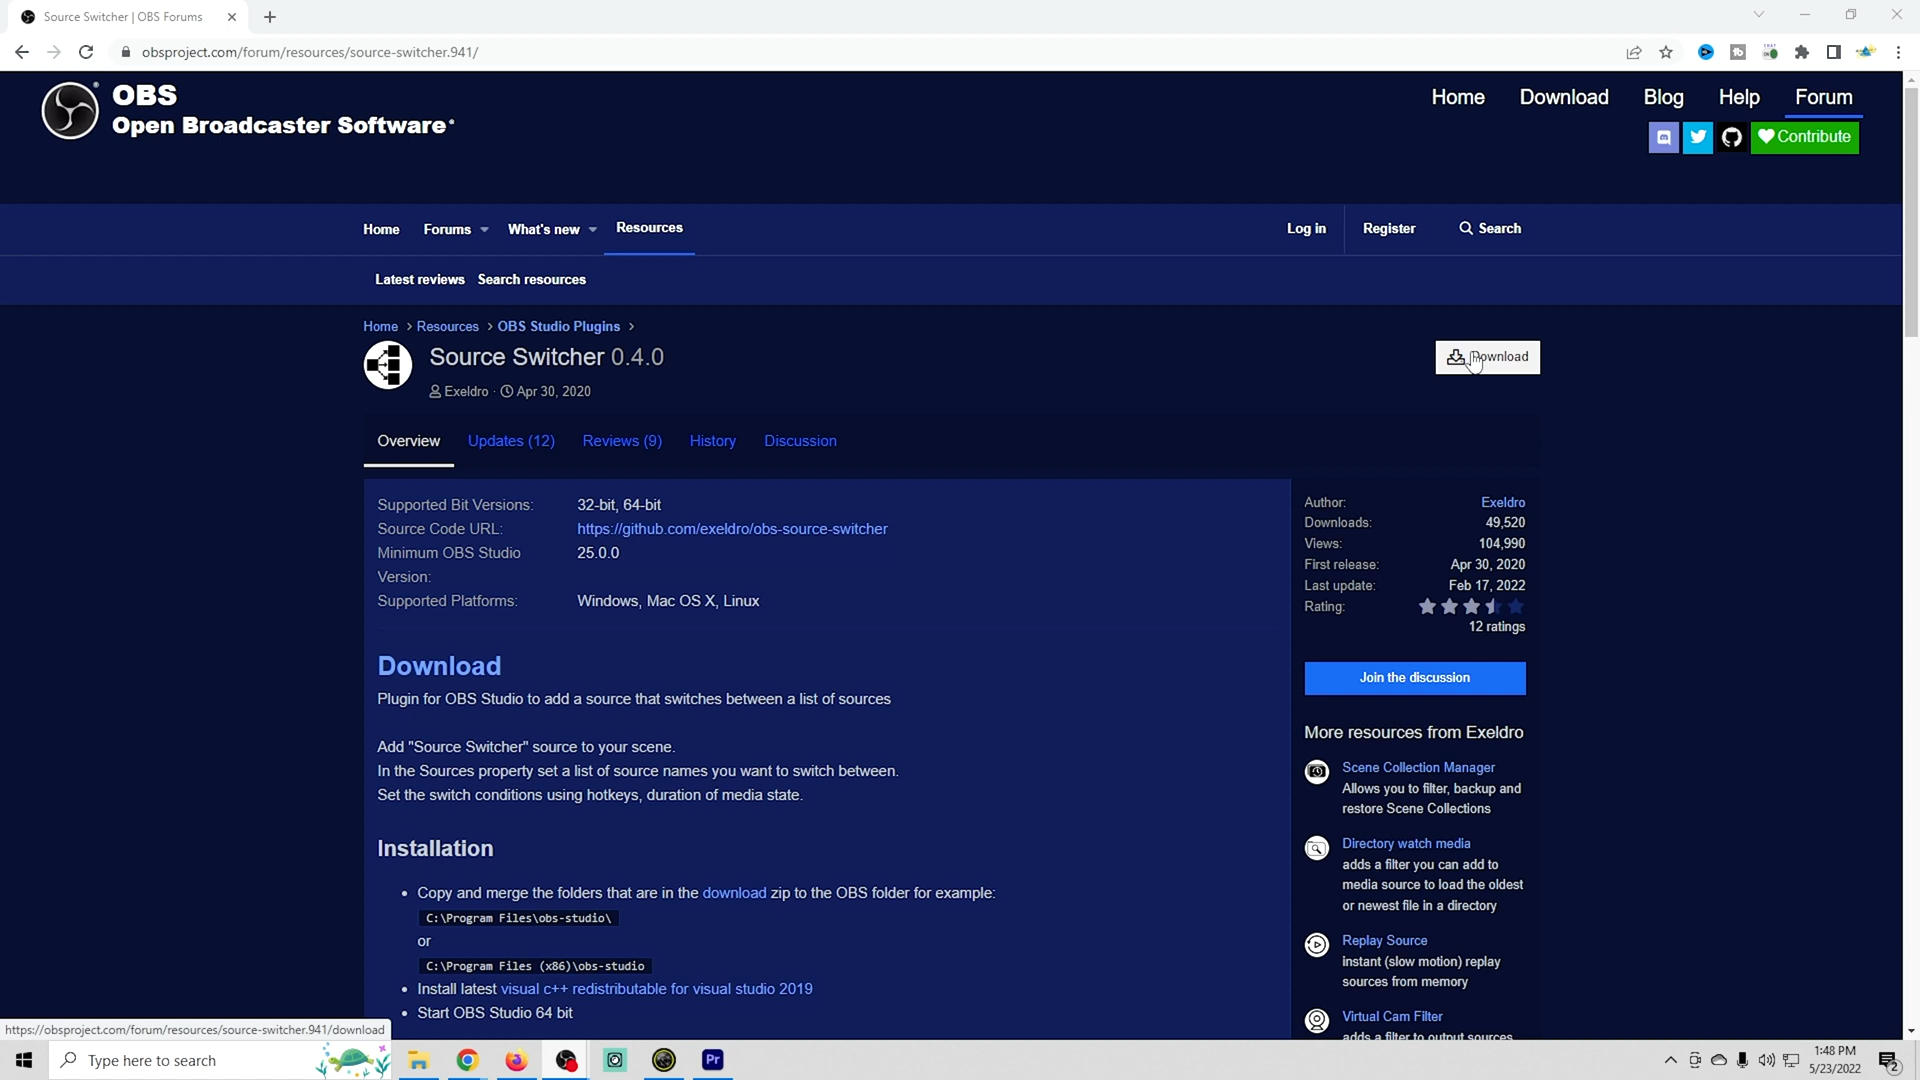 Source Switcher | OBS Forums
obsproject.com/forum/resources/source-switcher.941/
OBS
Open Broadcaster Software
Home Download Blog Help Forum
Contribute
Home Forums What's new Resources
Log in Register Search
Latest reviews Search resources
Home > Resources > OBS Studio Plugins >
Source Switcher 0.4.0
Download
Exeldro · Apr 30, 2020
Overview Updates (12) Reviews (9) History Discussion
Supported Bit Versions: 32-bit, 64-bit
Source Code URL: https://github.com/exeldro/obs-source-switcher
Minimum OBS Studio 25.0.0
Version:
Supported Platforms: Windows, Mac OS X, Linux
Download
Plugin for OBS Studio to add a source that switches between a list of sources
Add "Source Switcher" source to your scene.
In the Sources property set a list of source names you want to switch between.
Set the switch conditions using hotkeys, duration of media state.
Installation
• Copy and merge the folders that are in the download zip to the OBS folder for example:
C:\Program Files\obs-studio\
or
C:\Program Files (x86)\obs-studio
• Install latest visual c++ redistributable for visual studio 2019
• Start OBS Studio 64 bit
Author: Exeldro
Downloads: 49,520
Views: 104,990
First release: Apr 30, 2020
Last update: Feb 17, 2022
Rating:
12 ratings
Join the discussion
More resources from Exeldro
Scene Collection Manager
Allows you to filter, backup and
restore Scene Collections
Directory watch media
adds a filter you can add to
media source to load the oldest
or newest file in a directory
Replay Source
instant (slow motion) replay
sources from memory
Virtual Cam Filter
adds a filter to output sources
https://obsproject.com/forum/resources/source-switcher.941/download
Type here to search
Pr
1:48 PM
5/23/2022
2